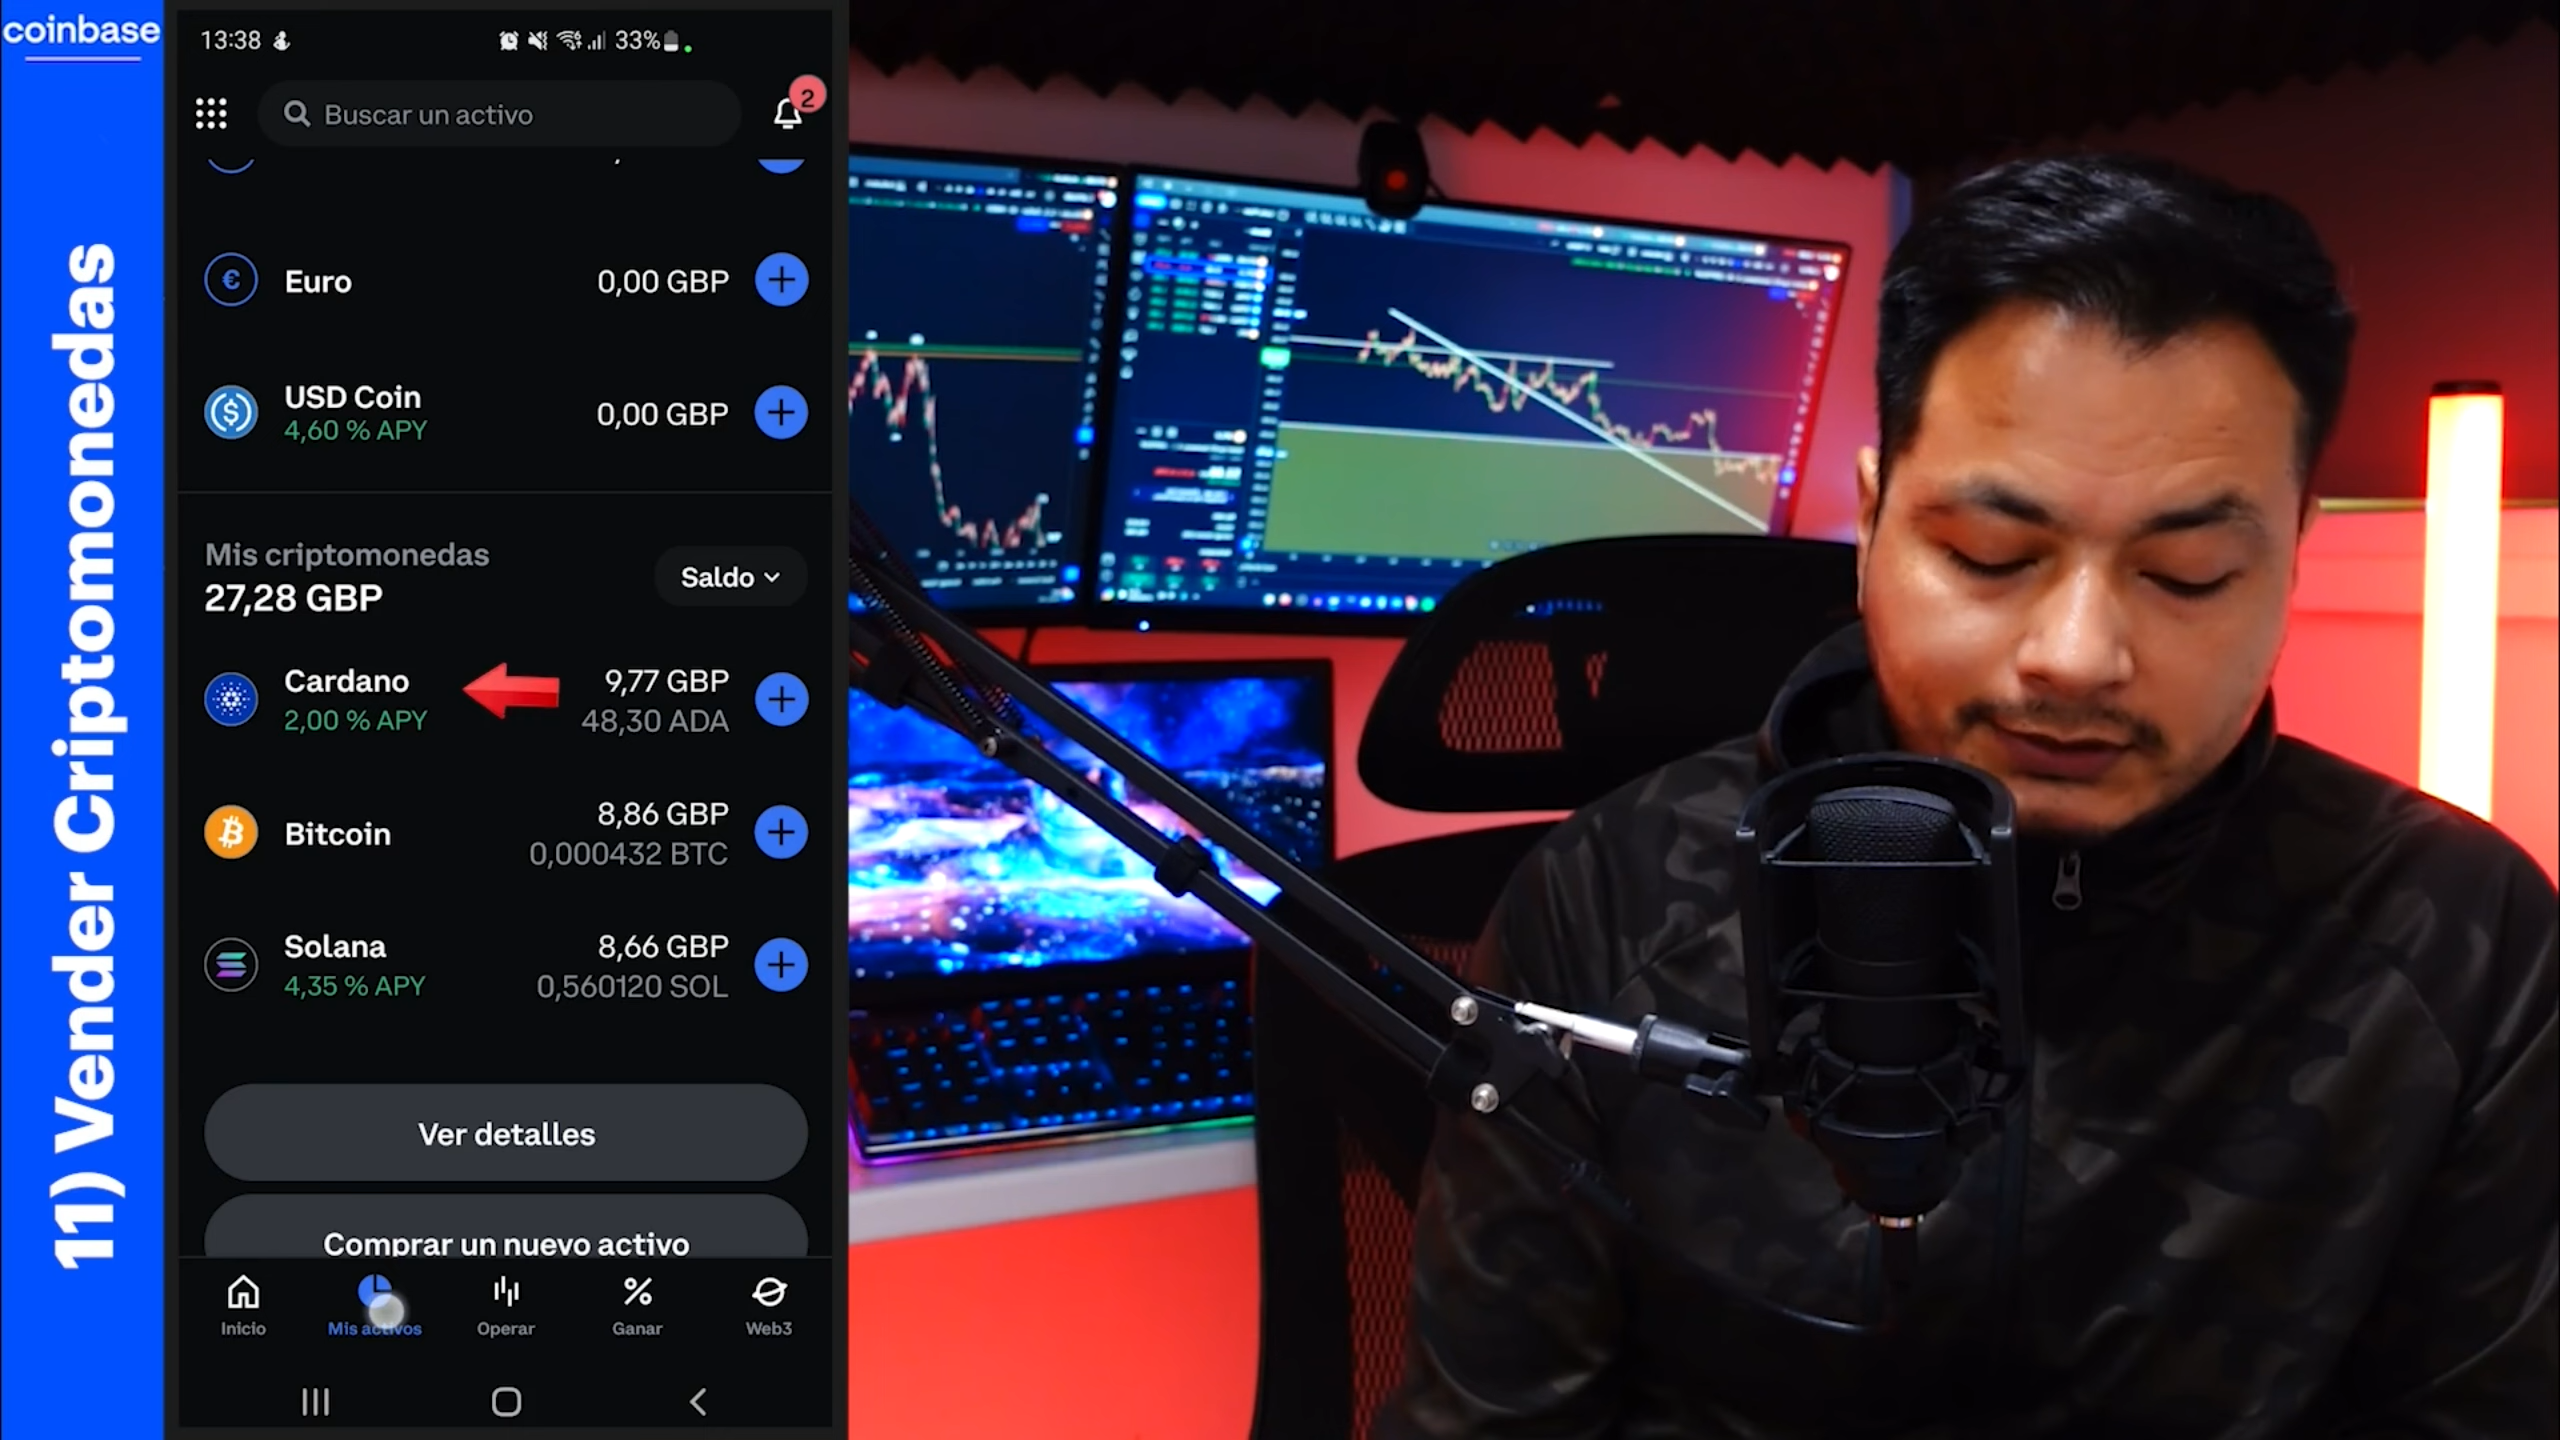 coinbase
11) Vender Criptomonedas
13:38
33%
Buscar un activo
2
Euro
0,00 GBP
USD Coin
0,00 GBP
4,60 % APY
Mis criptomonedas
27,28 GBP
Saldo
Cardano
9,77 GBP
2,00 % APY
48,30 ADA
Bitcoin
8,86 GBP
0,000432 BTC
Solana
8,66 GBP
4,35 % APY
0,560120 SOL
Ver detalles
Comprar un nuevo activo
Inicio
Mis activos
Operar
Ganar
Web3